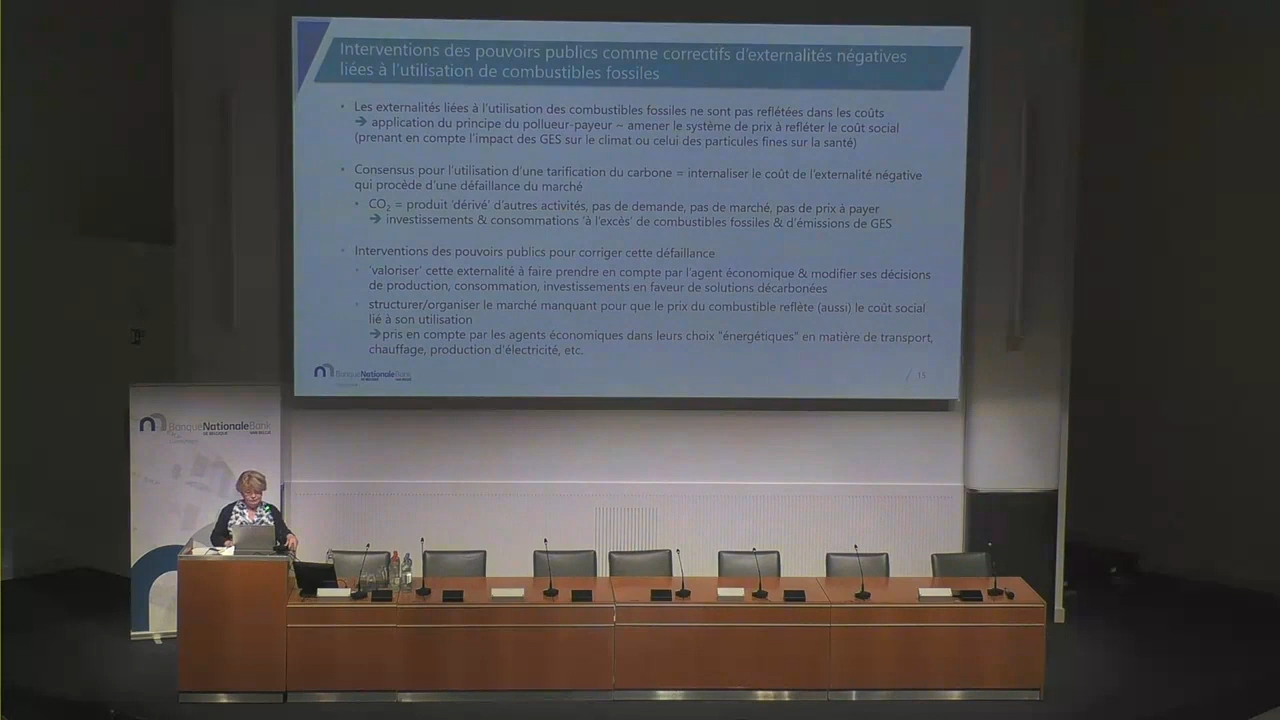 Interventions des pouvoirs publics comme correctifs d'externalités négatives
liées à l'utilisation de combustibles fossiles
• Les externalités liées à l'utilisation des combustibles fossiles ne sont pas reflétées dans les coûts
➔ application du principe du pollueur-payeur ~ amener le système de prix à refléter le coût social
(prenant en compte l'impact des GES sur le climat ou celui des particules fines sur la santé)
• Consensus pour l'utilisation d'une tarification du carbone = internaliser le coût de l'externalité négative
qui procède d'une défaillance du marché
• CO₂ = produit 'dérivé' d'autres activités, pas de demande, pas de marché, pas de prix à payer
➔ investissements & consommations 'à l'excès' de combustibles fossiles & d'émissions de GES
• Interventions des pouvoirs publics pour corriger cette défaillance
• 'valoriser' cette externalité à faire prendre en compte par l'agent économique & modifier ses décisions
de production, consommation, investissements en faveur de solutions décarbonées
• structurer/organiser le marché manquant pour que le prix du combustible reflète (aussi) le coût social
lié à son utilisation
➔pris en compte par les agents économiques dans leurs choix "énergétiques" en matière de transport,
chauffage, production d'électricité, etc.
BanqueNationaleBank
DE BELGIQUE VAN BELGIË
/ 15
BanqueNationaleBank
DE BELGIQUE VAN BELGIË